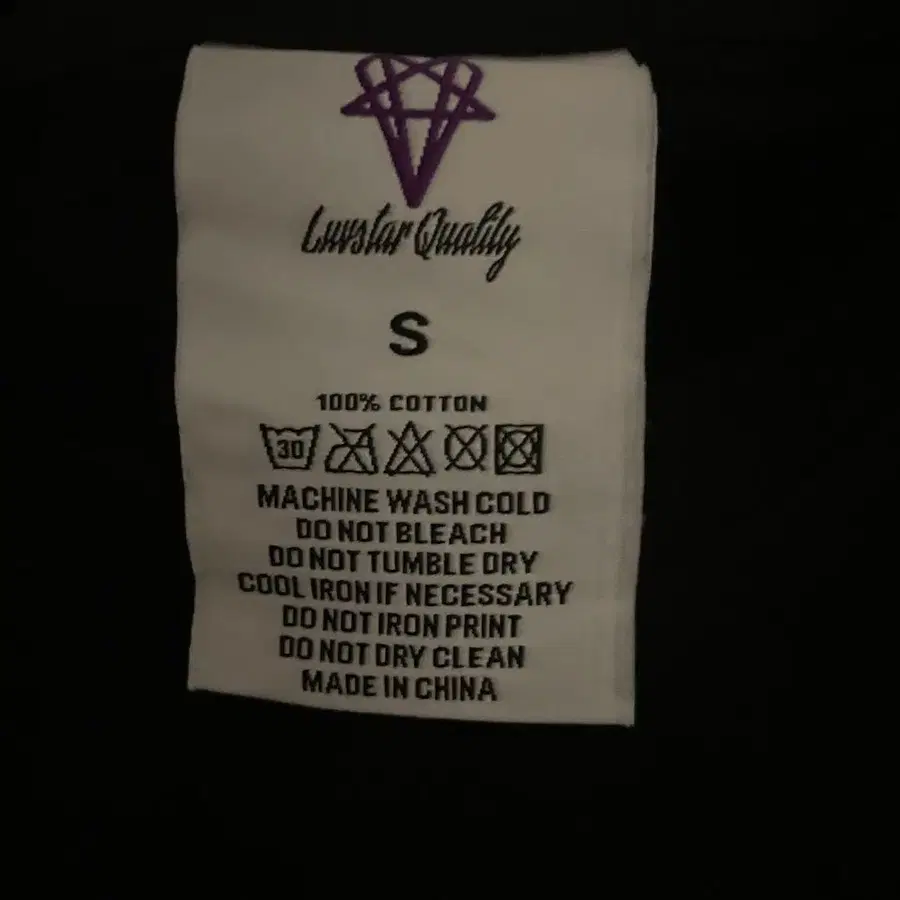 Luvstar Quality
S
100% COTTON
30
MACHINE WASH COLD
DO NOT BLEACH
DO NOT TUMBLE DRY
COOL IRON IF NECESSARY
DO NOT IRON PRINT
DO NOT DRY CLEAN
MADE IN CHINA